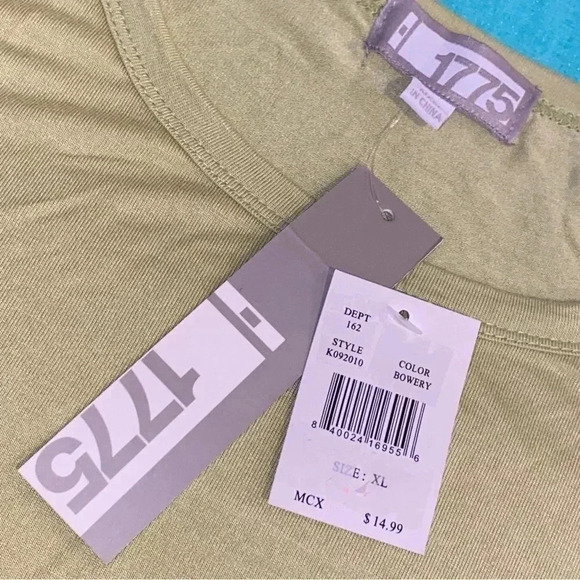 1775
MADE
IN CHINA
1775
DEPT
162
STYLE
K092010
COLOR
BOWERY
8 40024 16955 6
SIZE: XL
MCX
$14.99